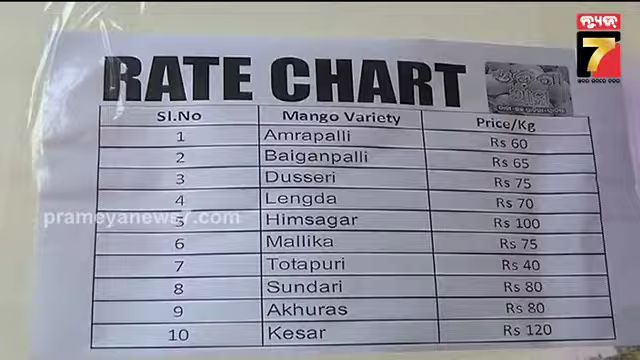 ନ୍ୟୁଜ୍
7
RATE CHART
Sl.No Mango Variety Price/Kg
1 Amrapalli Rs 60
2 Baiganpalli Rs 65
3 Dusseri Rs 75
4 Lengda Rs 70
prameyanews7.com
5 Himsagar Rs 100
6 Mallika Rs 75
7 Totapuri Rs 40
8 Sundari Rs 80
9 Akhuras Rs 80
10 Kesar Rs 120